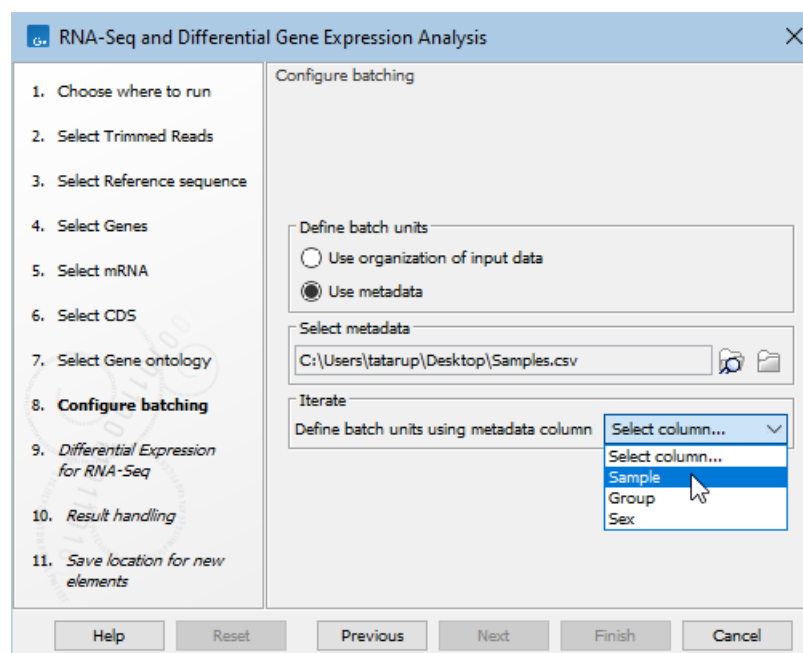 G.
RNA-Seq and Differential Gene Expression Analysis
1. Choose where to run
2. Select Trimmed Reads
3. Select Reference sequence
4. Select Genes
5. Select mRNA
6. Select CDS
7. Select Gene ontology
8. Configure batching
9. Differential Expression
for RNA-Seq
10. Result handling
11. Save location for new
elements
Configure batching
Define batch units
Use organization of input data
Use metadata
Select metadata
C:\Users\tatarup\Desktop\Samples.csv
Iterate
Define batch units using metadata column Select column...
Select column...
Sample
Group
Sex
Help Reset Previous Next Finish Cancel